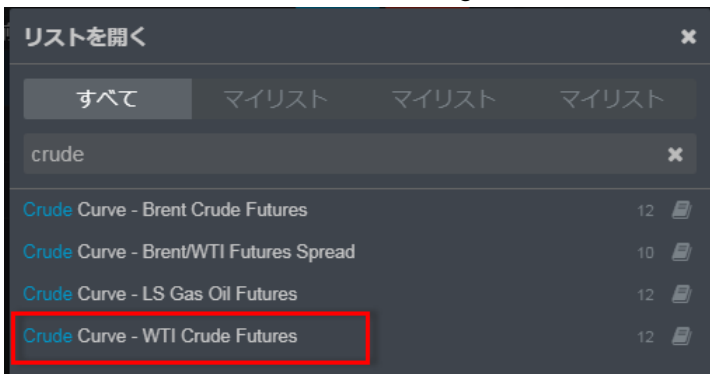 リストを開く
すべて マイリスト マイリスト マイリスト
crude
Crude Curve - Brent Crude Futures 12
Crude Curve - Brent/WTI Futures Spread 10
Crude Curve - LS Gas Oil Futures 12
Crude Curve - WTI Crude Futures 12